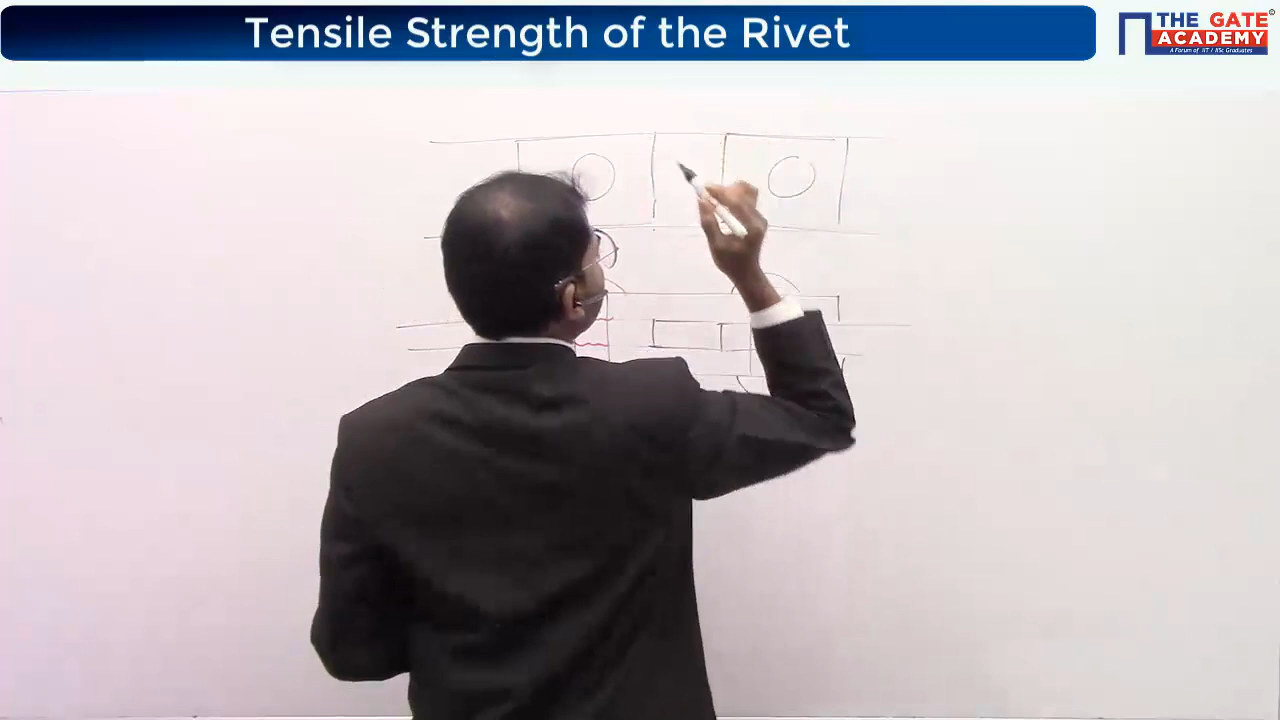 Tensile Strength of the Rivet
THE GATE
ACADEMY
A Forum of IIT / IISc Graduates